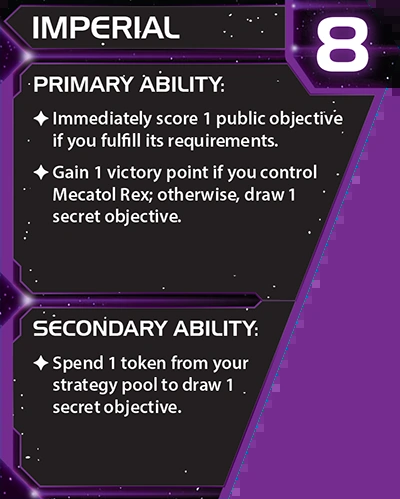 IMPERIAL
8
PRIMARY ABILITY:
Immediately score 1 public objective
if you fulfill its requirements.
Gain 1 victory point if you control
Mecatol Rex; otherwise, draw 1
secret objective.
SECONDARY ABILITY:
Spend 1 token from your
strategy pool to draw 1
secret objective.